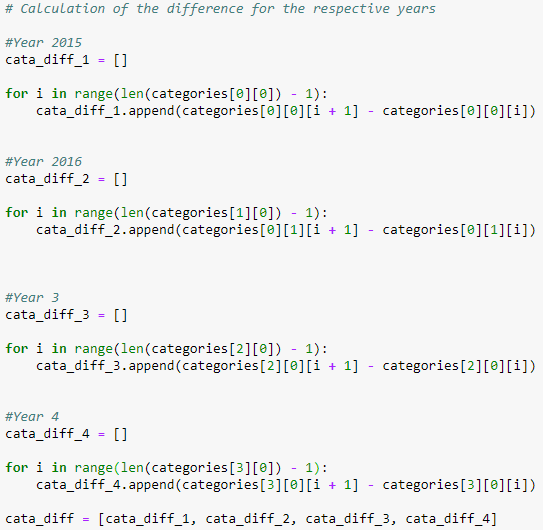 # Calculation of the difference for the respective years
#Year 2015
cata_diff_1 = []
for i in range(len(categories[0][0]) - 1):
    cata_diff_1.append(categories[0][0][i + 1] - categories[0][0][i])
#Year 2016
cata_diff_2 = []
for i in range(len(categories[1][0]) - 1):
    cata_diff_2.append(categories[0][1][i + 1] - categories[0][1][i])
#Year 3
cata_diff_3 = []
for i in range(len(categories[2][0]) - 1):
    cata_diff_3.append(categories[2][0][i + 1] - categories[2][0][i])
#Year 4
cata_diff_4 = []
for i in range(len(categories[3][0]) - 1):
    cata_diff_4.append(categories[3][0][i + 1] - categories[3][0][i])
cata_diff = [cata_diff_1, cata_diff_2, cata_diff_3, cata_diff_4]